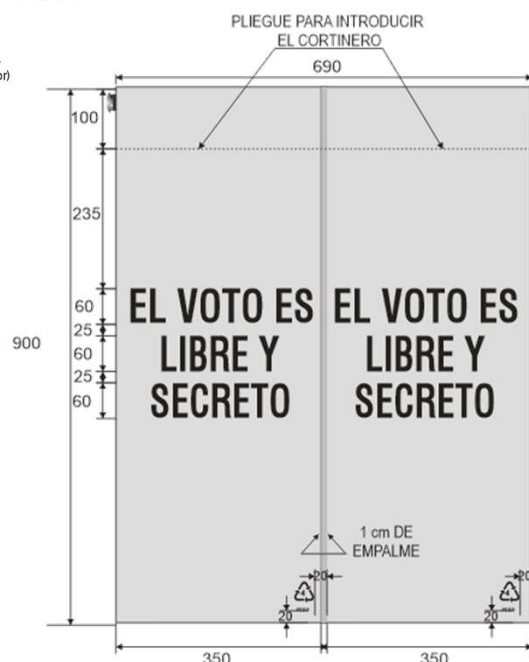 PLIEGUE PARA INTRODUCIR
EL CORTINERO
or)
690
100
235
60
25
60
25
60
900
EL VOTO ES
LIBRE Y
SECRETO
EL VOTO ES
LIBRE Y
SECRETO
1 cm DE
EMPALME
20
20
20
20
350
350